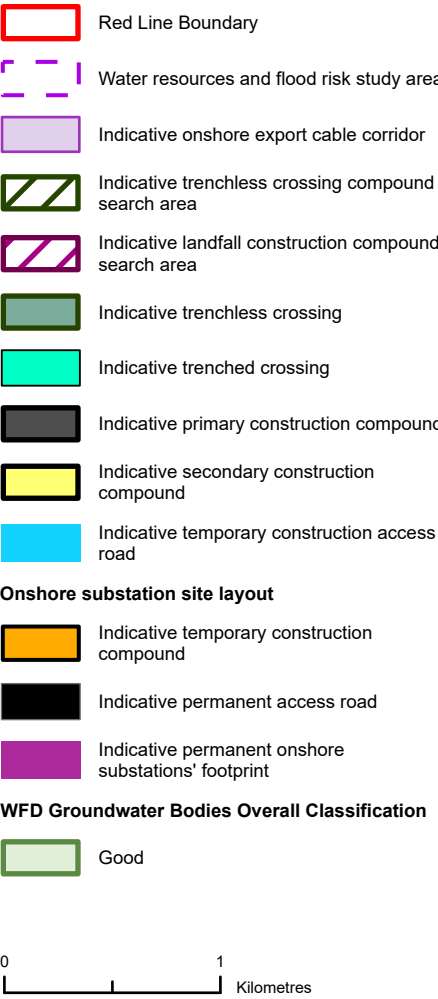 Red Line Boundary
Water resources and flood risk study area
Indicative onshore export cable corridor
Indicative trenchless crossing compound
search area
Indicative landfall construction compound
search area
Indicative trenchless crossing
Indicative trenched crossing
Indicative primary construction compound
Indicative secondary construction
compound
Indicative temporary construction access
road
Onshore substation site layout
Indicative temporary construction
compound
Indicative permanent access road
Indicative permanent onshore
substations' footprint
WFD Groundwater Bodies Overall Classification
Good
0 1
Kilometres